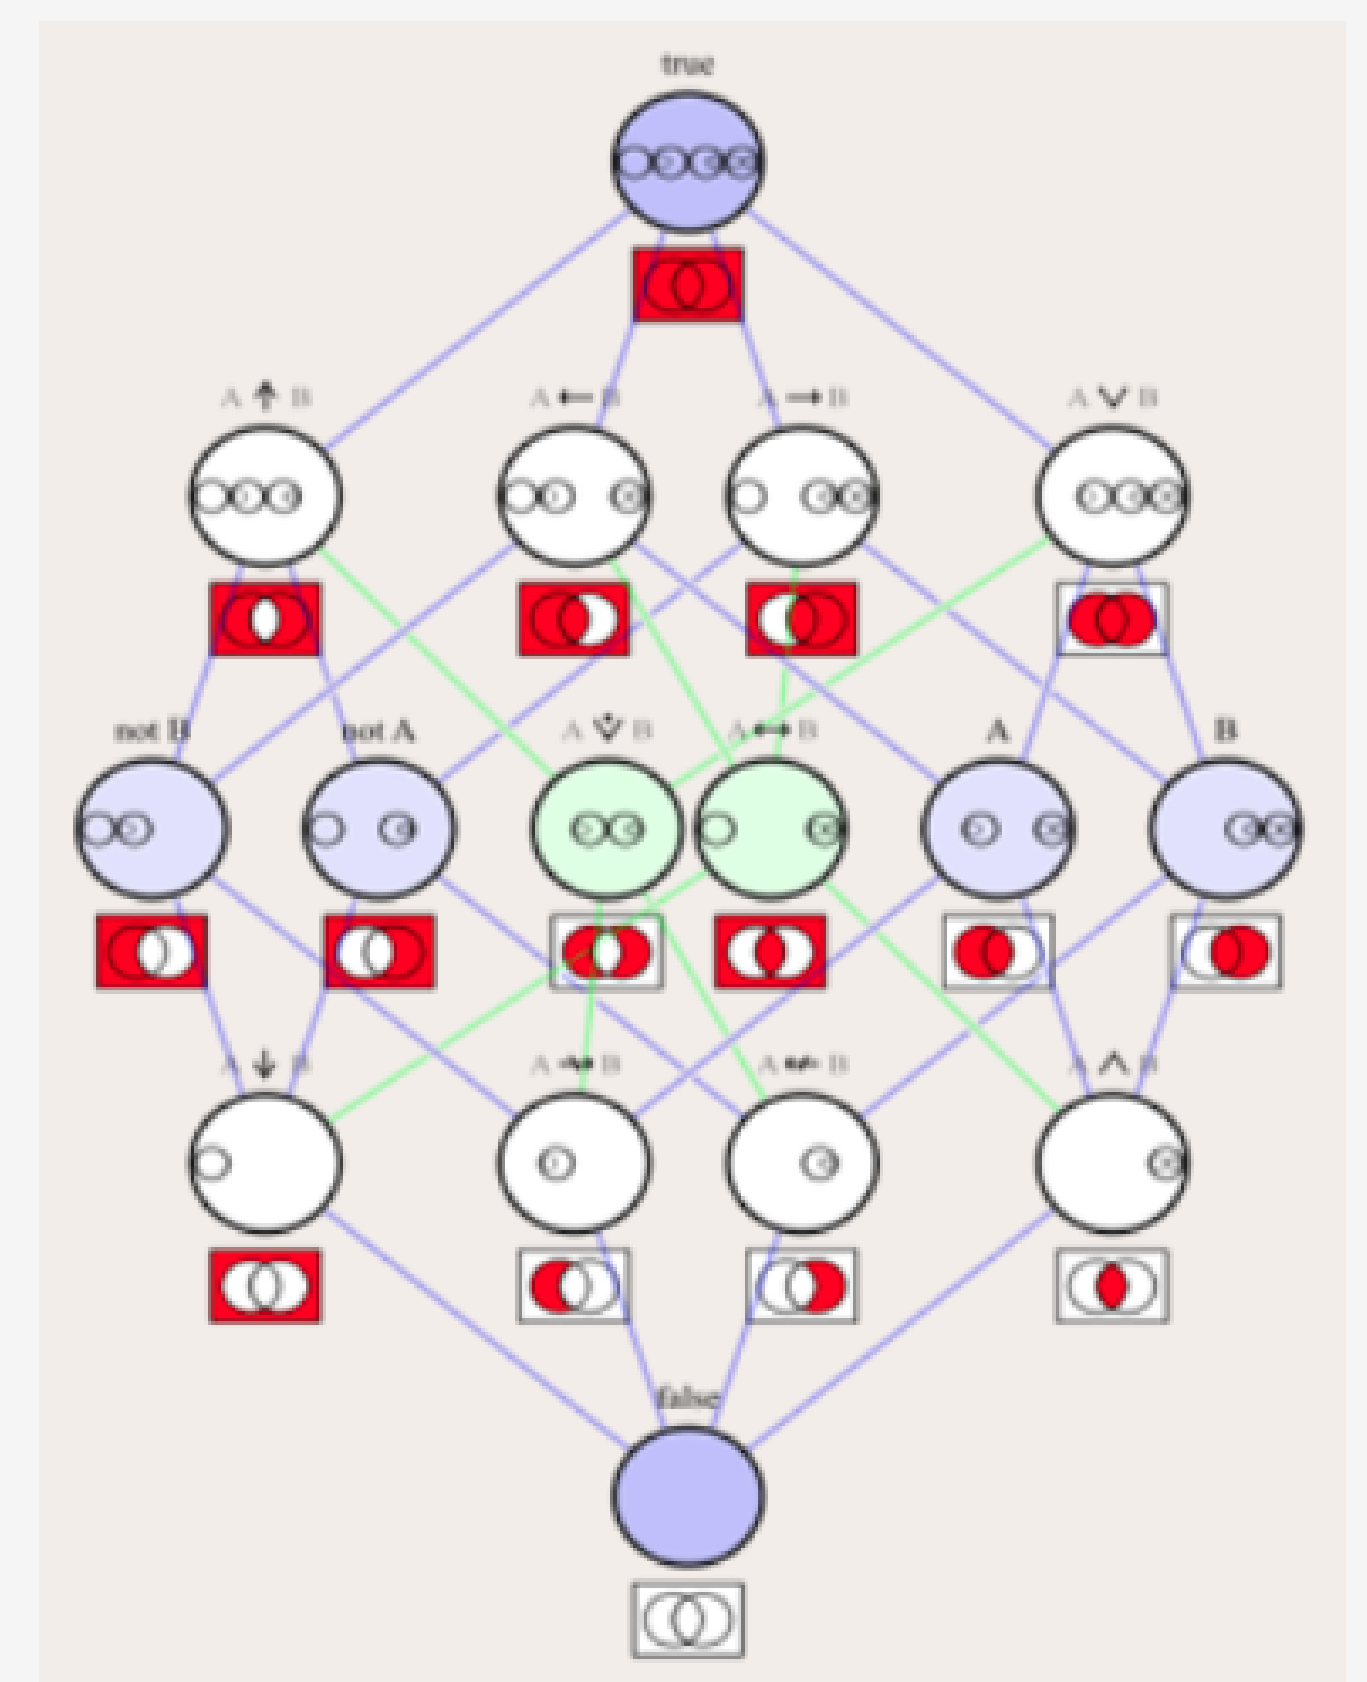 true
A ↑ B
A ← B
A → B
A ∨ B
not B
not A
A ⩒ B
A ↔ B
A
B
A ↓ B
A ↛ B
A ↚ B
A ∧ B
false